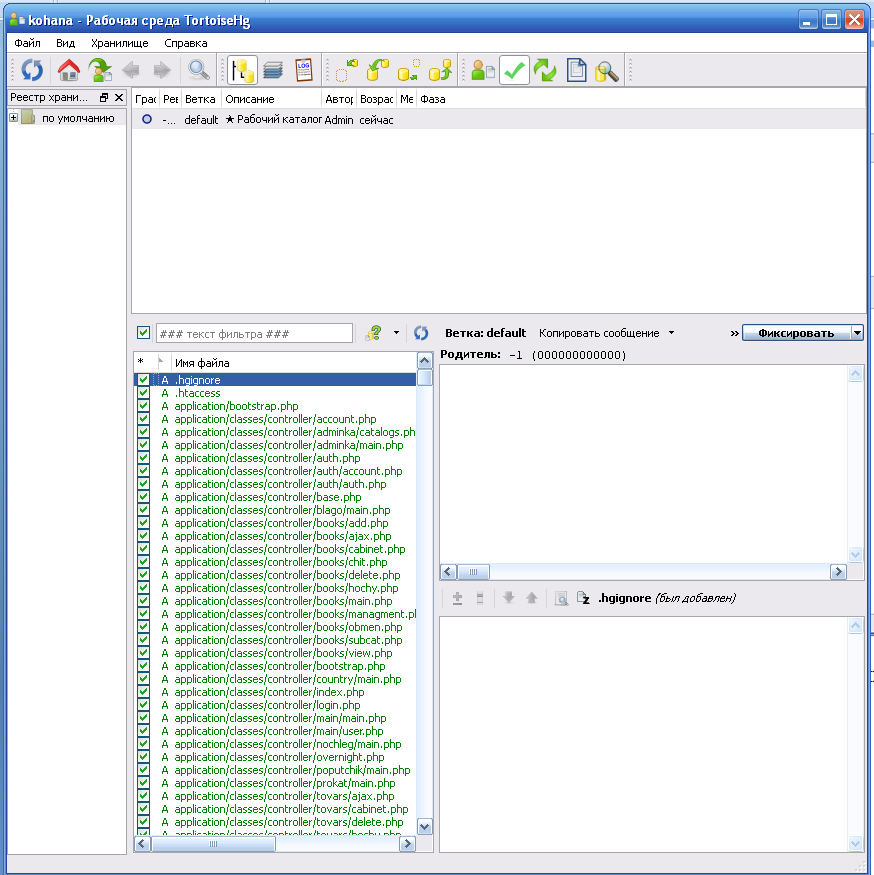 kohana - Рабочая среда TortoiseHg
Файл Вид Хранилище Справка
LOG
Реестр храни...
по умолчанию
Гра Рев Ветка Описание Автор Возрас Ме Фаза
-... default ★ Рабочий каталог Admin сейчас
### текст фильтра ###
Ветка: default Копировать сообщение » Фиксировать
Родитель: -1 (000000000000)
* Имя файла
A .hgignore
A .htaccess
A application/bootstrap.php
A application/classes/controller/account.php
A application/classes/controller/adminka/catalogs.ph
A application/classes/controller/adminka/main.php
A application/classes/controller/auth.php
A application/classes/controller/auth/account.php
A application/classes/controller/auth/auth.php
A application/classes/controller/base.php
A application/classes/controller/blago/main.php
A application/classes/controller/books/add.php
A application/classes/controller/books/ajax.php
A application/classes/controller/books/cabinet.php
A application/classes/controller/books/chit.php
A application/classes/controller/books/delete.php
A application/classes/controller/books/hochy.php
A application/classes/controller/books/main.php
A application/classes/controller/books/managment.pl
A application/classes/controller/books/obmen.php
A application/classes/controller/books/subcat.php
A application/classes/controller/books/view.php
A application/classes/controller/bootstrap.php
A application/classes/controller/country/main.php
A application/classes/controller/index.php
A application/classes/controller/login.php
A application/classes/controller/main/main.php
A application/classes/controller/main/user.php
A application/classes/controller/nochleg/main.php
A application/classes/controller/overnight.php
A application/classes/controller/poputchik/main.php
A application/classes/controller/prokat/main.php
A application/classes/controller/tovars/ajax.php
A application/classes/controller/tovars/cabinet.php
A application/classes/controller/tovars/delete.php
A application/classes/controller/tovars/hochy.php
.hgignore (был добавлен)